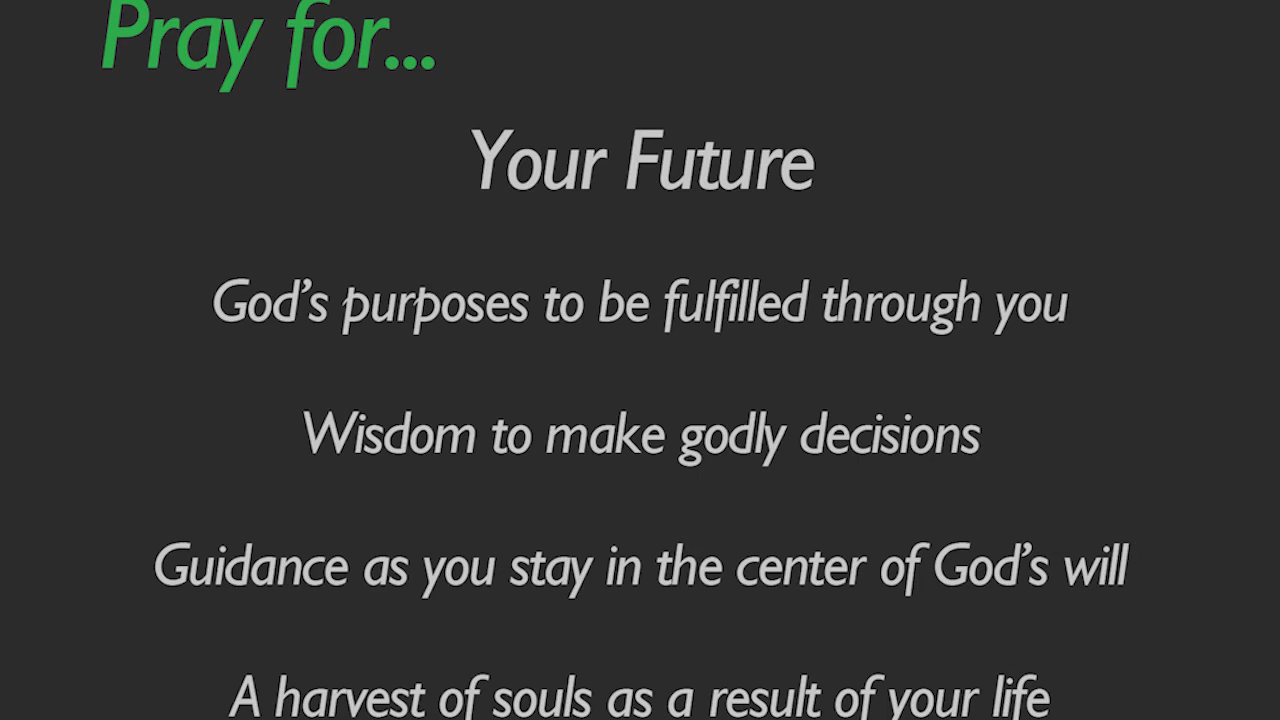 Pray for...
Your Future
God’s purposes to be fulfilled through you
Wisdom to make godly decisions
Guidance as you stay in the center of God’s will
A harvest of souls as a result of your life